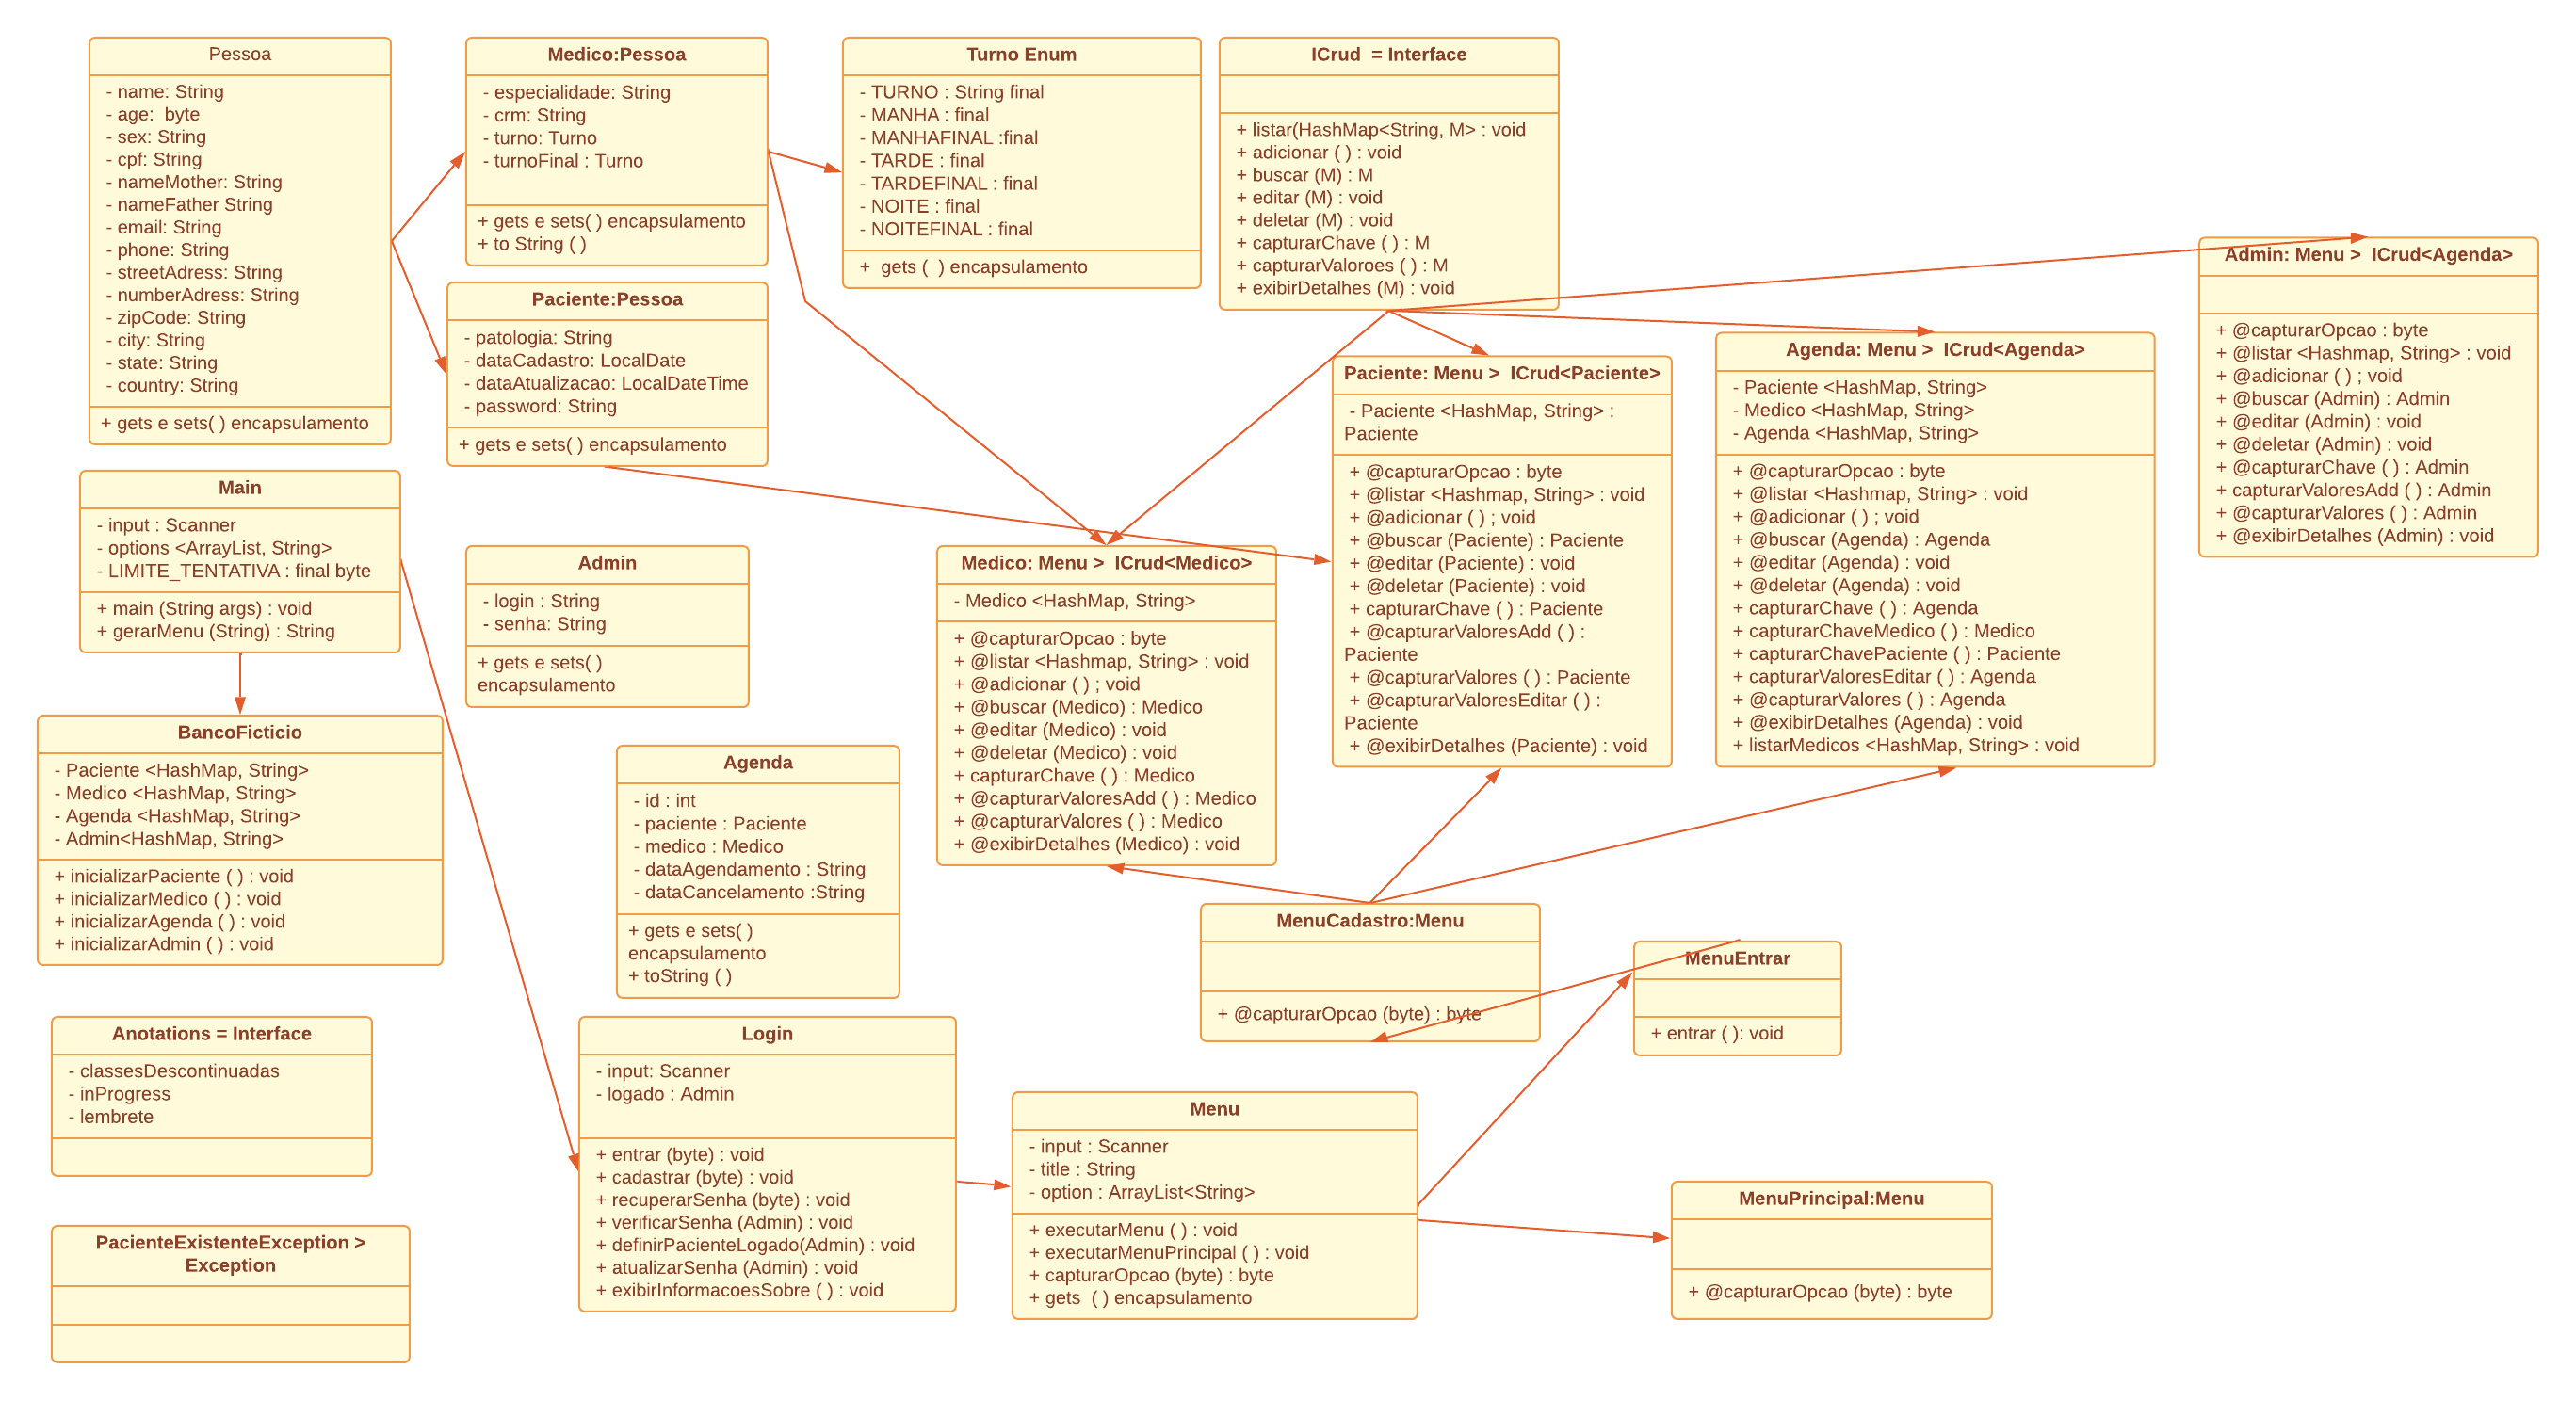 Pessoa
- name: String
- age:  byte
- sex: String
- cpf: String
- nameMother: String
- nameFather String
- email: String
- phone: String
- streetAdress: String
- numberAdress: String
- zipCode: String
- city: String
- state: String
- country: String
+ gets e sets( ) encapsulamento
Medico:Pessoa
- especialidade: String
- crm: String
- turno: Turno
- turnoFinal : Turno
+ gets e sets( ) encapsulamento
+ to String ( )
Turno Enum
- TURNO : String final
- MANHA : final
- MANHAFINAL :final
- TARDE : final
- TARDEFINAL : final
- NOITE : final
- NOITEFINAL : final
+  gets (  ) encapsulamento
ICrud  = Interface
+ listar(HashMap<String, M> : void
+ adicionar ( ) : void
+ buscar (M) : M
+ editar (M) : void
+ deletar (M) : void
+ capturarChave ( ) : M
+ capturarValoroes ( ) : M
+ exibirDetalhes (M) : void
Admin: Menu >  ICrud<Agenda>
+ @capturarOpcao : byte
+ @listar <Hashmap, String> : void
+ @adicionar ( ) ; void
+ @buscar (Admin) : Admin
+ @editar (Admin) : void
+ @deletar (Admin) : void
+ @capturarChave ( ) : Admin
+ capturarValoresAdd ( ) : Admin
+ @capturarValores ( ) : Admin
+ @exibirDetalhes (Admin) : void
Paciente:Pessoa
- patologia: String
- dataCadastro: LocalDate
- dataAtualizacao: LocalDateTime
- password: String
+ gets e sets( ) encapsulamento
Paciente: Menu >  ICrud<Paciente>
- Paciente <HashMap, String> :
Paciente
+ @capturarOpcao : byte
+ @listar <Hashmap, String> : void
+ @adicionar ( ) ; void
+ @buscar (Paciente) : Paciente
+ @editar (Paciente) : void
+ @deletar (Paciente) : void
+ capturarChave ( ) : Paciente
+ @capturarValoresAdd ( ) :
Paciente
+ @capturarValores ( ) : Paciente
+ @capturarValoresEditar ( ) :
Paciente
+ @exibirDetalhes (Paciente) : void
Agenda: Menu >  ICrud<Agenda>
- Paciente <HashMap, String>
- Medico <HashMap, String>
- Agenda <HashMap, String>
+ @capturarOpcao : byte
+ @listar <Hashmap, String> : void
+ @adicionar ( ) ; void
+ @buscar (Agenda) : Agenda
+ @editar (Agenda) : void
+ @deletar (Agenda) : void
+ capturarChave ( ) : Agenda
+ capturarChaveMedico ( ) : Medico
+ capturarChavePaciente ( ) : Paciente
+ capturarValoresEditar ( ) : Agenda
+ @capturarValores ( ) : Agenda
+ @exibirDetalhes (Agenda) : void
+ listarMedicos <HashMap, String> : void
Main
- input : Scanner
- options <ArrayList, String>
- LIMITE_TENTATIVA : final byte
+ main (String args) : void
+ gerarMenu (String) : String
Admin
- login : String
- senha: String
+ gets e sets( )
encapsulamento
Medico: Menu >  ICrud<Medico>
- Medico <HashMap, String>
+ @capturarOpcao : byte
+ @listar <Hashmap, String> : void
+ @adicionar ( ) ; void
+ @buscar (Medico) : Medico
+ @editar (Medico) : void
+ @deletar (Medico) : void
+ capturarChave ( ) : Medico
+ @capturarValoresAdd ( ) : Medico
+ @capturarValores ( ) : Medico
+ @exibirDetalhes (Medico) : void
BancoFicticio
- Paciente <HashMap, String>
- Medico <HashMap, String>
- Agenda <HashMap, String>
- Admin<HashMap, String>
+ inicializarPaciente ( ) : void
+ inicializarMedico ( ) : void
+ inicializarAgenda ( ) : void
+ inicializarAdmin ( ) : void
Agenda
- id : int
- paciente : Paciente
- medico : Medico
- dataAgendamento : String
- dataCancelamento :String
+ gets e sets( )
encapsulamento
+ toString ( )
MenuCadastro:Menu
+ @capturarOpcao (byte) : byte
MenuEntrar
+ entrar ( ): void
Anotations = Interface
- classesDescontinuadas
- inProgress
- lembrete
Login
- input: Scanner
- logado : Admin
+ entrar (byte) : void
+ cadastrar (byte) : void
+ recuperarSenha (byte) : void
+ verificarSenha (Admin) : void
+ definirPacienteLogado(Admin) : void
+ atualizarSenha (Admin) : void
+ exibirInformacoesSobre ( ) : void
Menu
- input : Scanner
- title : String
- option : ArrayList<String>
+ executarMenu ( ) : void
+ executarMenuPrincipal ( ) : void
+ capturarOpcao (byte) : byte
+ gets  ( ) encapsulamento
MenuPrincipal:Menu
+ @capturarOpcao (byte) : byte
PacienteExistenteException >
Exception